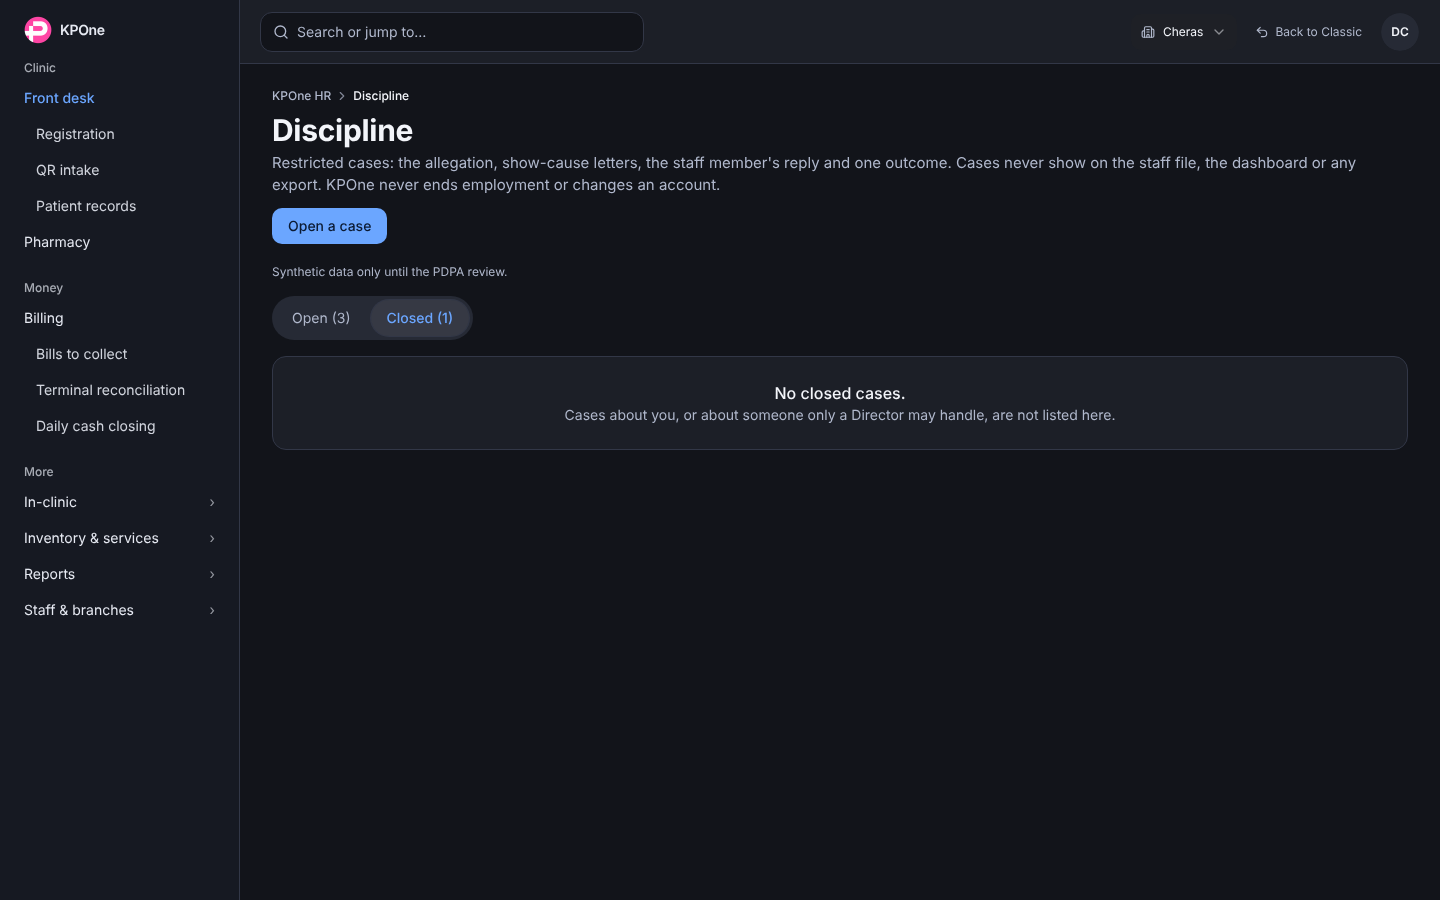 KPOne
Clinic
Front desk
Registration
QR intake
Patient records
Pharmacy
Money
Billing
Bills to collect
Terminal reconciliation
Daily cash closing
More
In-clinic
Inventory & services
Reports
Staff & branches
Search or jump to...
Cheras
Back to Classic
DC
KPOne HR > Discipline
Discipline
Restricted cases: the allegation, show-cause letters, the staff member's reply and one outcome. Cases never show on the staff file, the dashboard or any
export. KPOne never ends employment or changes an account.
Open a case
Synthetic data only until the PDPA review.
Open (3)
Closed (1)
No closed cases.
Cases about you, or about someone only a Director may handle, are not listed here.